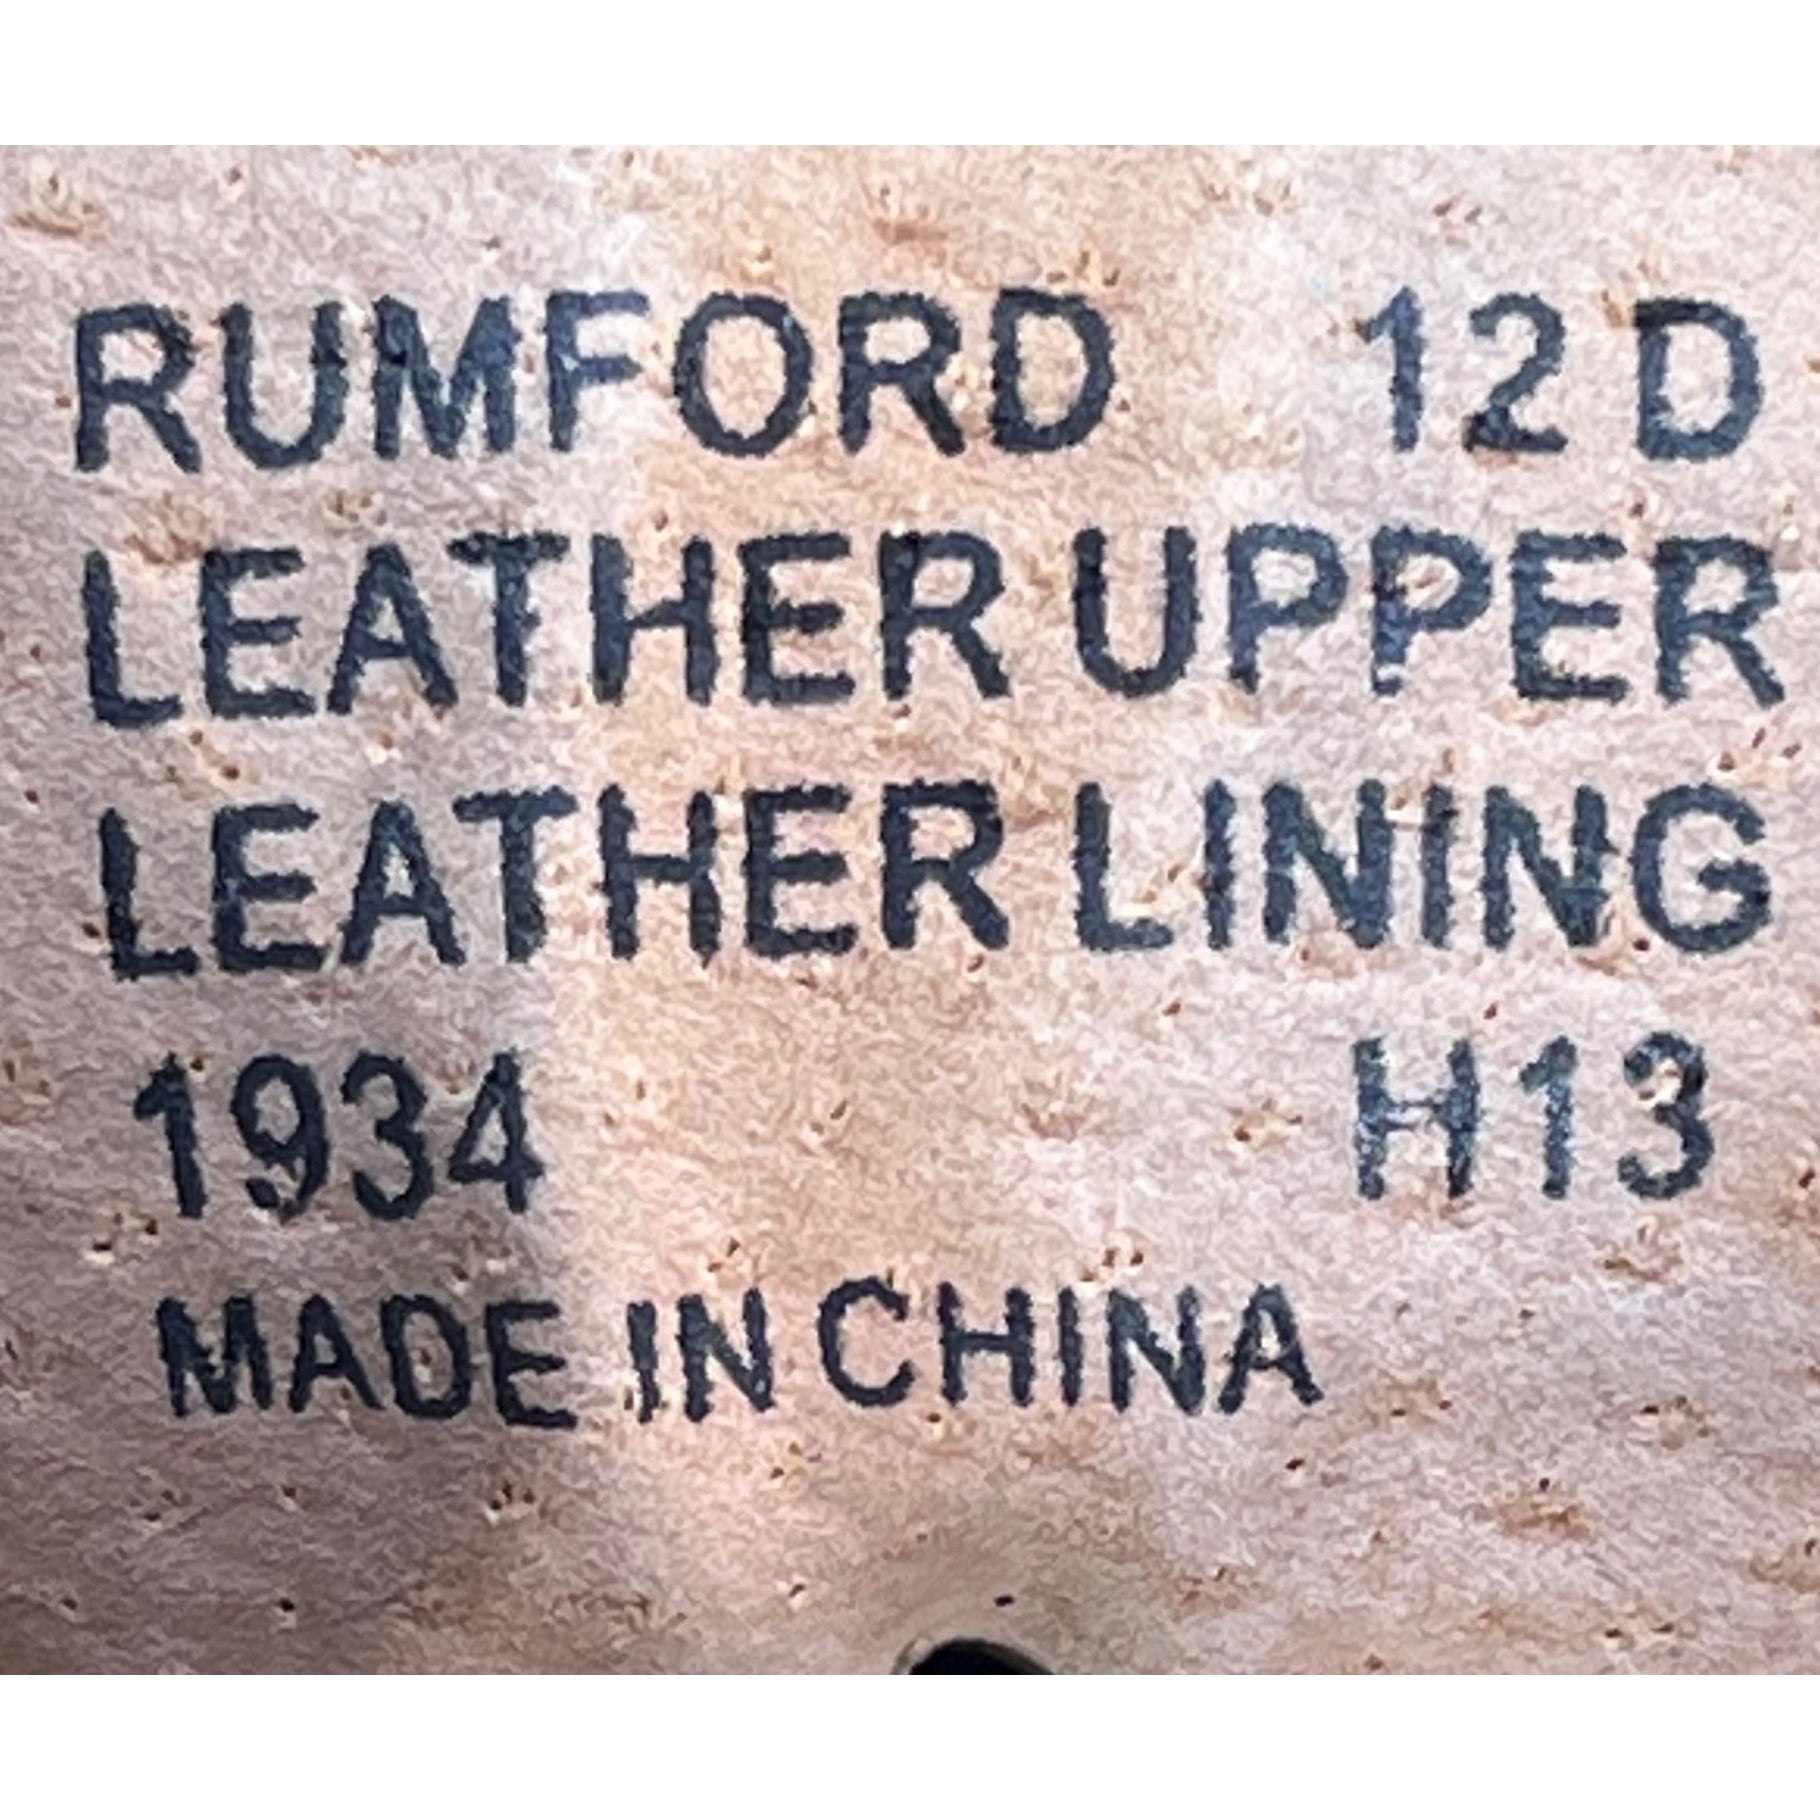 RUMFORD 12 D
LEATHER UPPER
LEATHER LINING
1934 H13
MADE IN CHINA